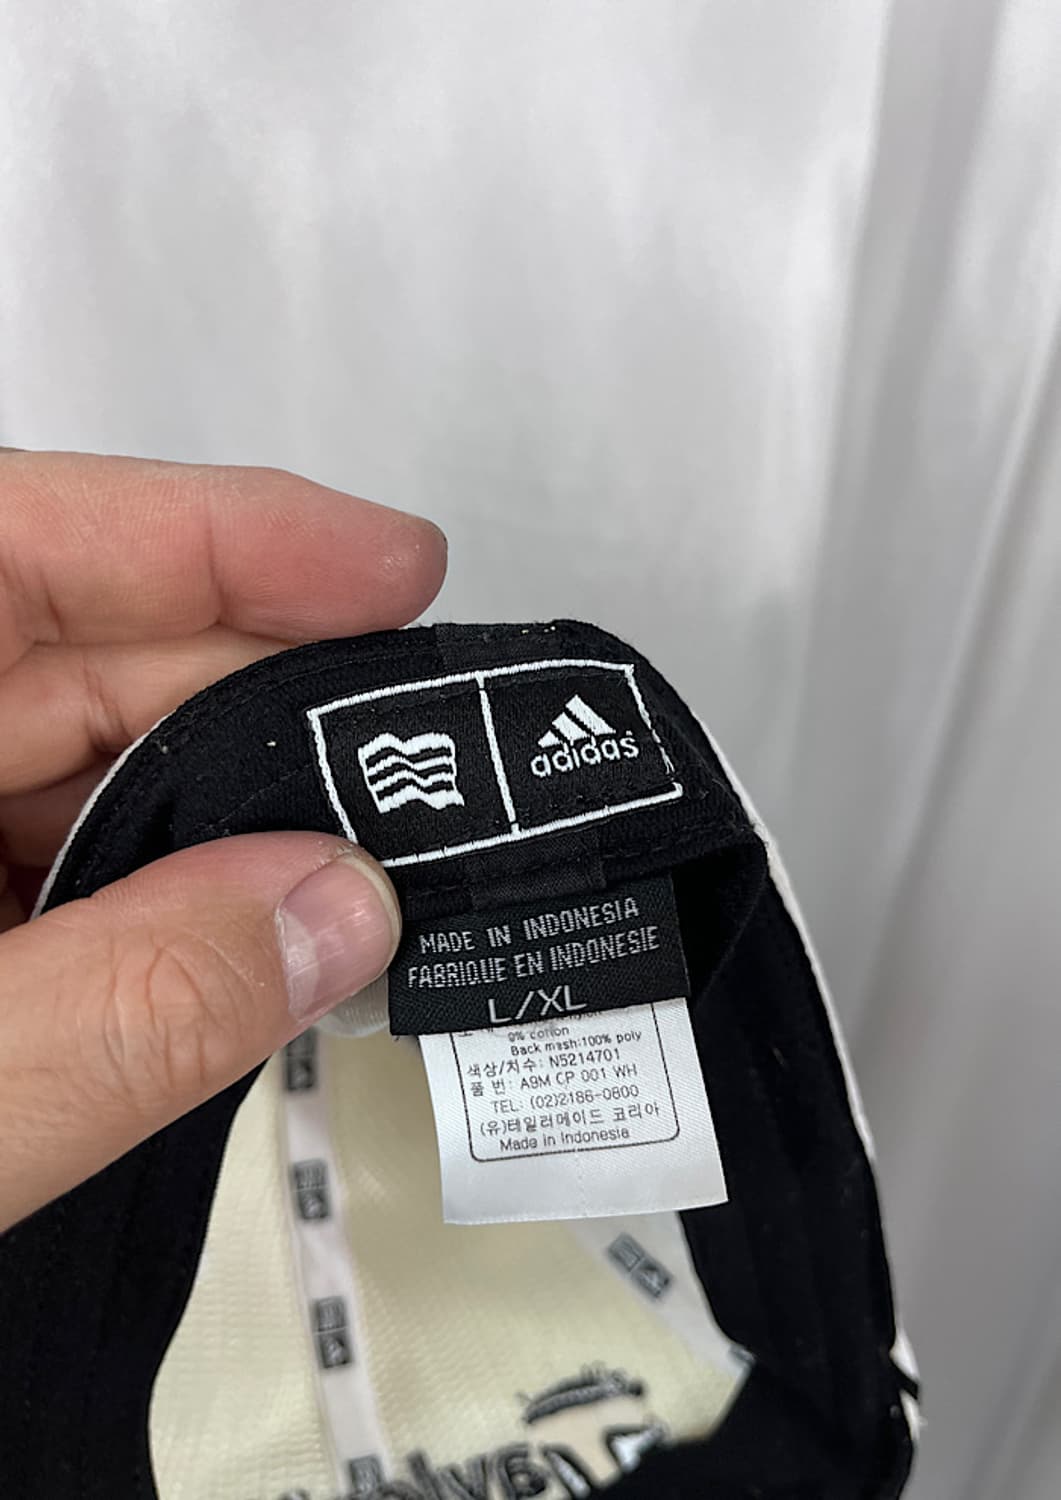 adidas
MADE IN INDONESIA
FABRIQUE EN INDONESIE
L/XL
9% cotton
Back mesh:100% poly
색상/치수: N5214701
품 번: A9M CP 001 WH
TEL: (02)2186-0800
(유)테일러메이드 코리아
Made in Indonesia